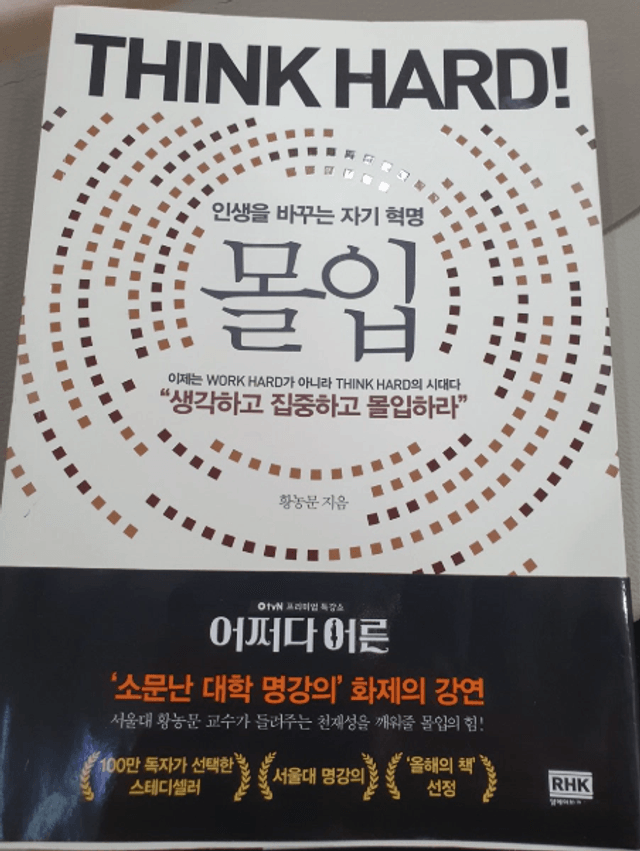 THINK HARD!
인생을 바꾸는 자기 혁명
몰입
이제는 WORK HARD가 아니라 THINK HARD의 시대다
“생각하고 집중하고 몰입하라”
황농문 지음
OtvN 프리미엄 특강쇼
어쩌다 어른
‘소문난 대학 명강의’ 화제의 강연
서울대 황농문 교수가 들려주는 천재성을 깨워줄 몰입의 힘!
100만 독자가 선택한
스테디셀러
서울대 명강의
‘올해의 책’
선정
RHK